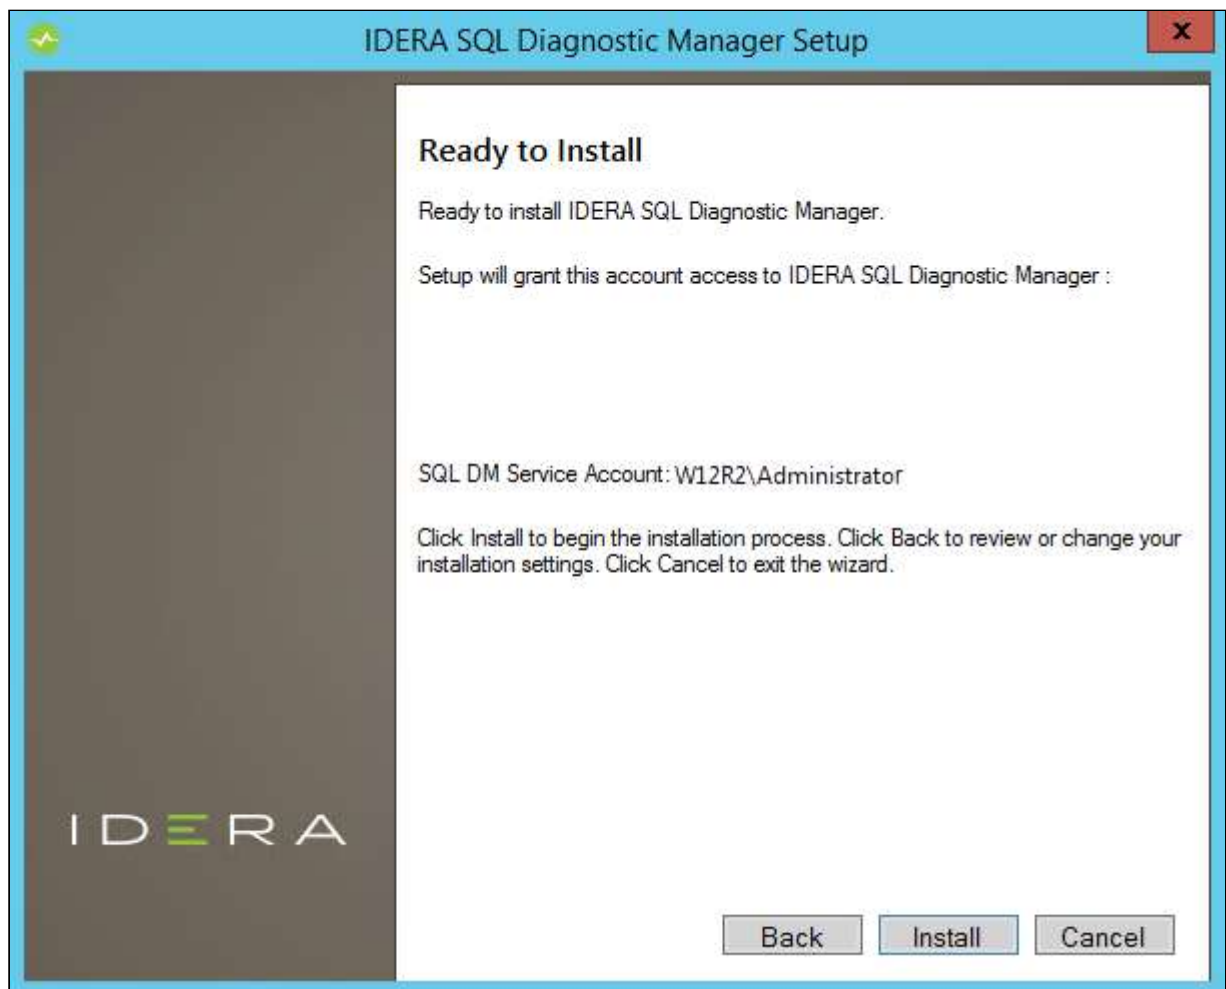 IDERA SQL Diagnostic Manager Setup
x
Ready to Install
Ready to install IDERA SQL Diagnostic Manager.
Setup will grant this account access to IDERA SQL Diagnostic Manager :
SQL DM Service Account: W12R2\Administrator
Click Install to begin the installation process. Click Back to review or change your
installation settings. Click Cancel to exit the wizard.
IDERA
Back Install Cancel